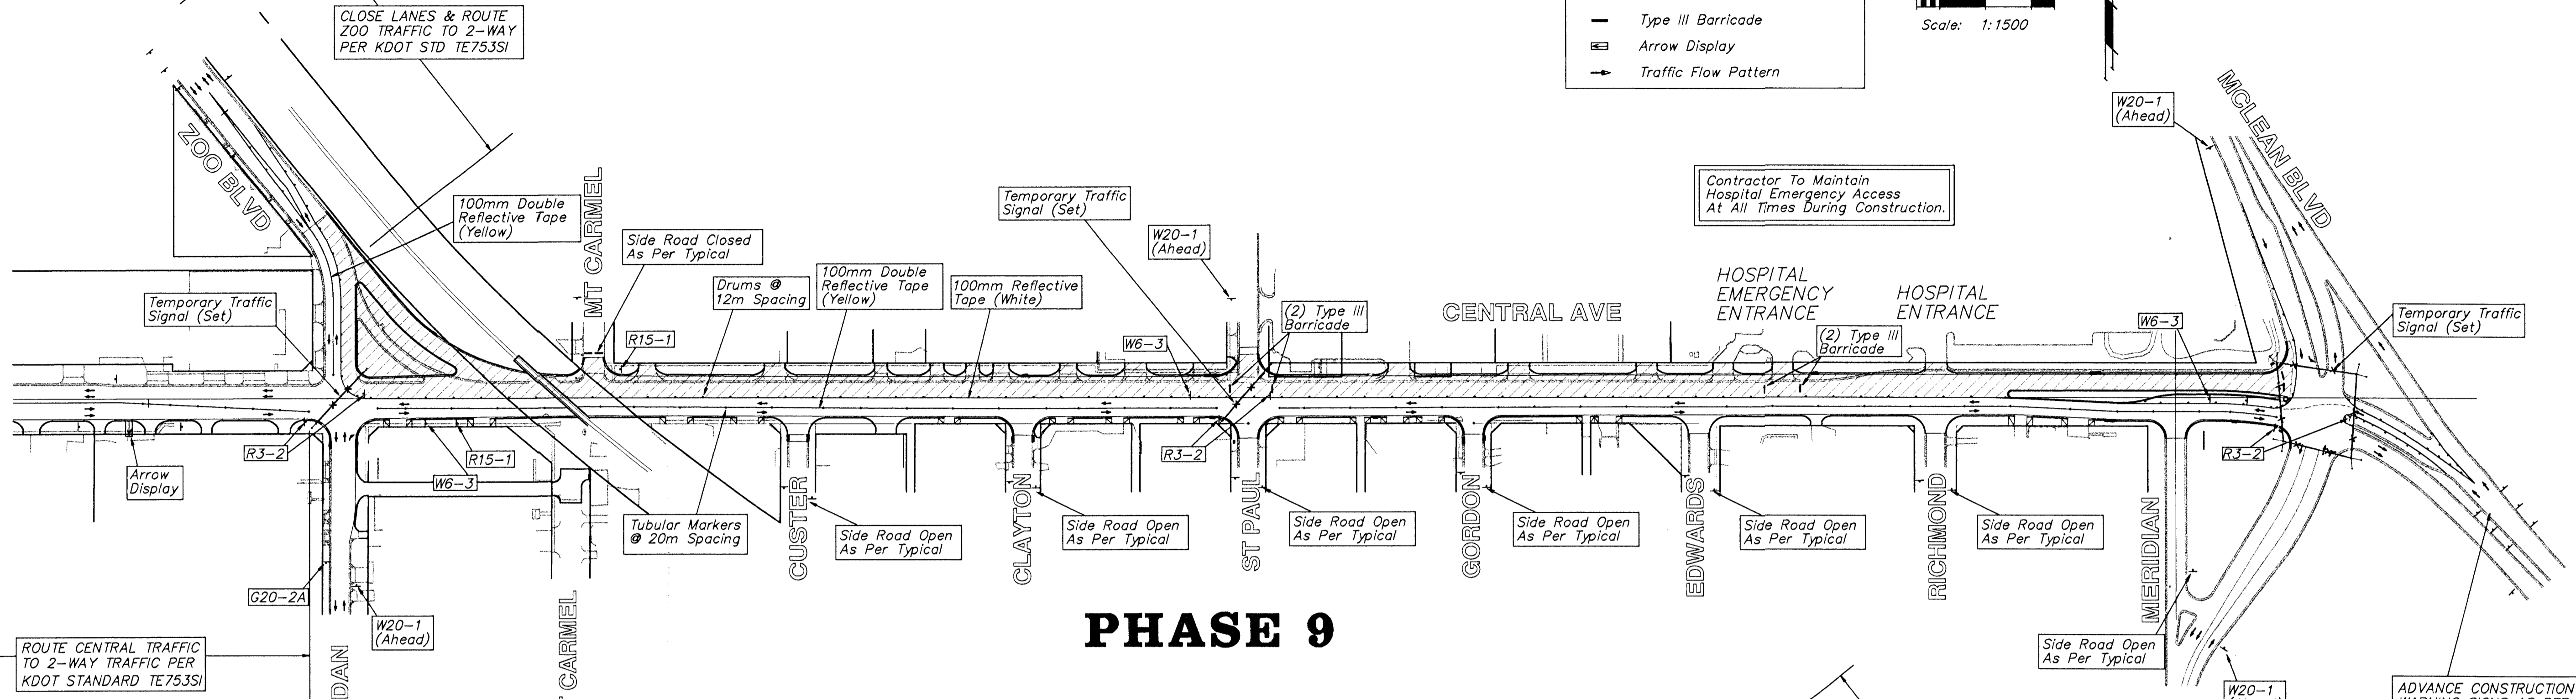 CLOSE LANES & ROUTE
ZOO TRAFFIC TO 2-WAY
PER KDOT STD TE753SI
Type III Barricade
Arrow Display
Traffic Flow Pattern
Scale: 1:1500
ZOO BLVD
100mm Double
Reflective Tape
(Yellow)
MT CARMEL
Side Road Closed
As Per Typical
Temporary Traffic
Signal (Set)
W20-1
(Ahead)
Contractor To Maintain
Hospital Emergency Access
At All Times During Construction.
W20-1
(Ahead)
MCLEAN BLVD
Temporary Traffic
Signal (Set)
Drums @
12m Spacing
100mm Double
Reflective Tape
(Yellow)
100mm Reflective
Tape (White)
(2) Type III
Barricade
CENTRAL AVE
HOSPITAL
EMERGENCY
ENTRANCE
HOSPITAL
ENTRANCE
(2) Type III
Barricade
W6-3
Temporary Traffic
Signal (Set)
R15-1
W6-3
R3-2
R15-1
W6-3
R3-2
R3-2
Arrow
Display
Tubular Markers
@ 20m Spacing
CUSTER
Side Road Open
As Per Typical
CLAYTON
Side Road Open
As Per Typical
ST PAUL
Side Road Open
As Per Typical
GORDON
Side Road Open
As Per Typical
EDWARDS
Side Road Open
As Per Typical
RICHMOND
Side Road Open
As Per Typical
MERIDIAN
Side Road Open
As Per Typical
G20-2A
W20-1
(Ahead)
PHASE 9
ROUTE CENTRAL TRAFFIC
TO 2-WAY TRAFFIC PER
KDOT STANDARD TE753SI
DAN
CARMEL
W20-1
ADVANCE CONSTRUCTION